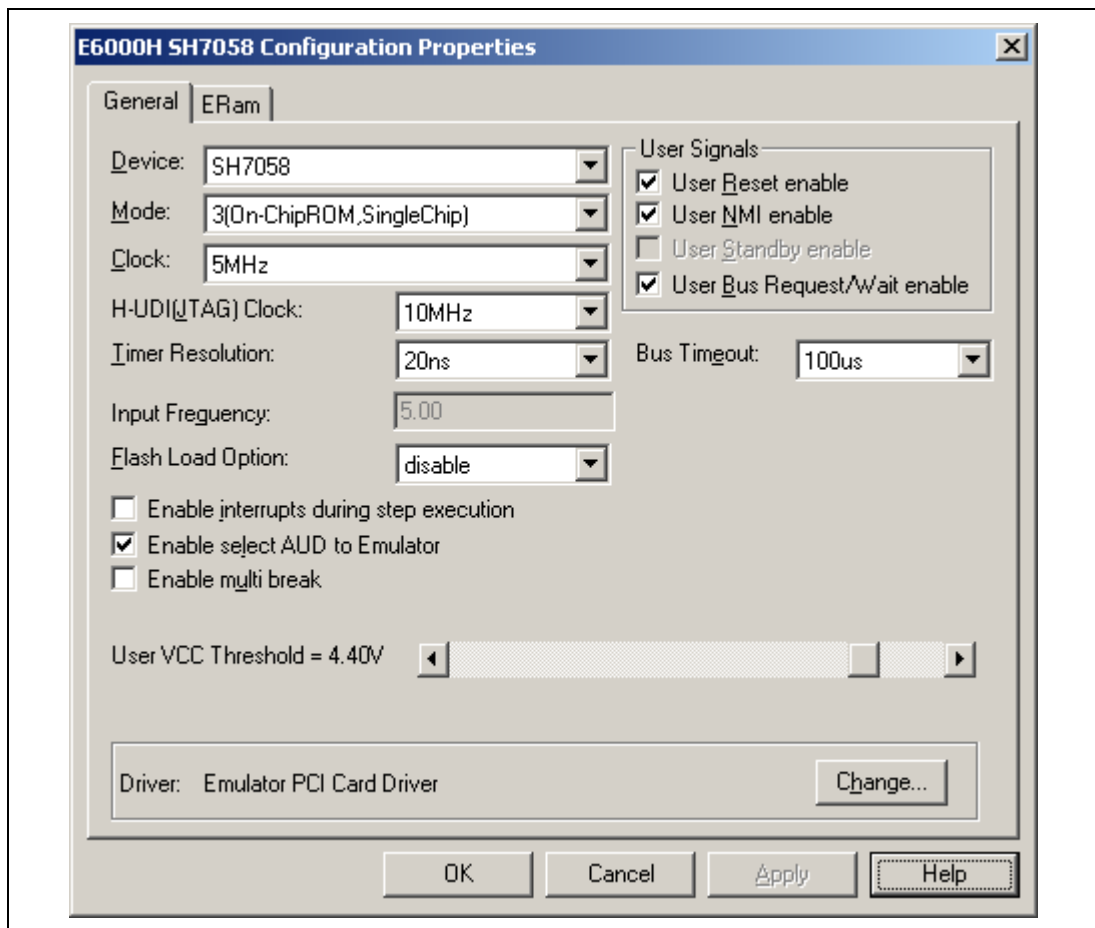 E6000H SH7058 Configuration Properties
General ERam
Device: SH7058
Mode: 3(On-ChipROM,SingleChip)
Clock: 5MHz
H-UDI(JTAG) Clock: 10MHz
Timer Resolution: 20ns
Input Freguency: 5.00
Flash Load Option: disable
Enable interrupts during step execution
Enable select AUD to Emulator
Enable multi break
User Signals
User Reset enable
User NMI enable
User Standby enable
User Bus Request/Wait enable
Bus Timeout: 100us
User VCC Threshold = 4.40V
Driver: Emulator PCI Card Driver
Change...
OK Cancel Apply Help